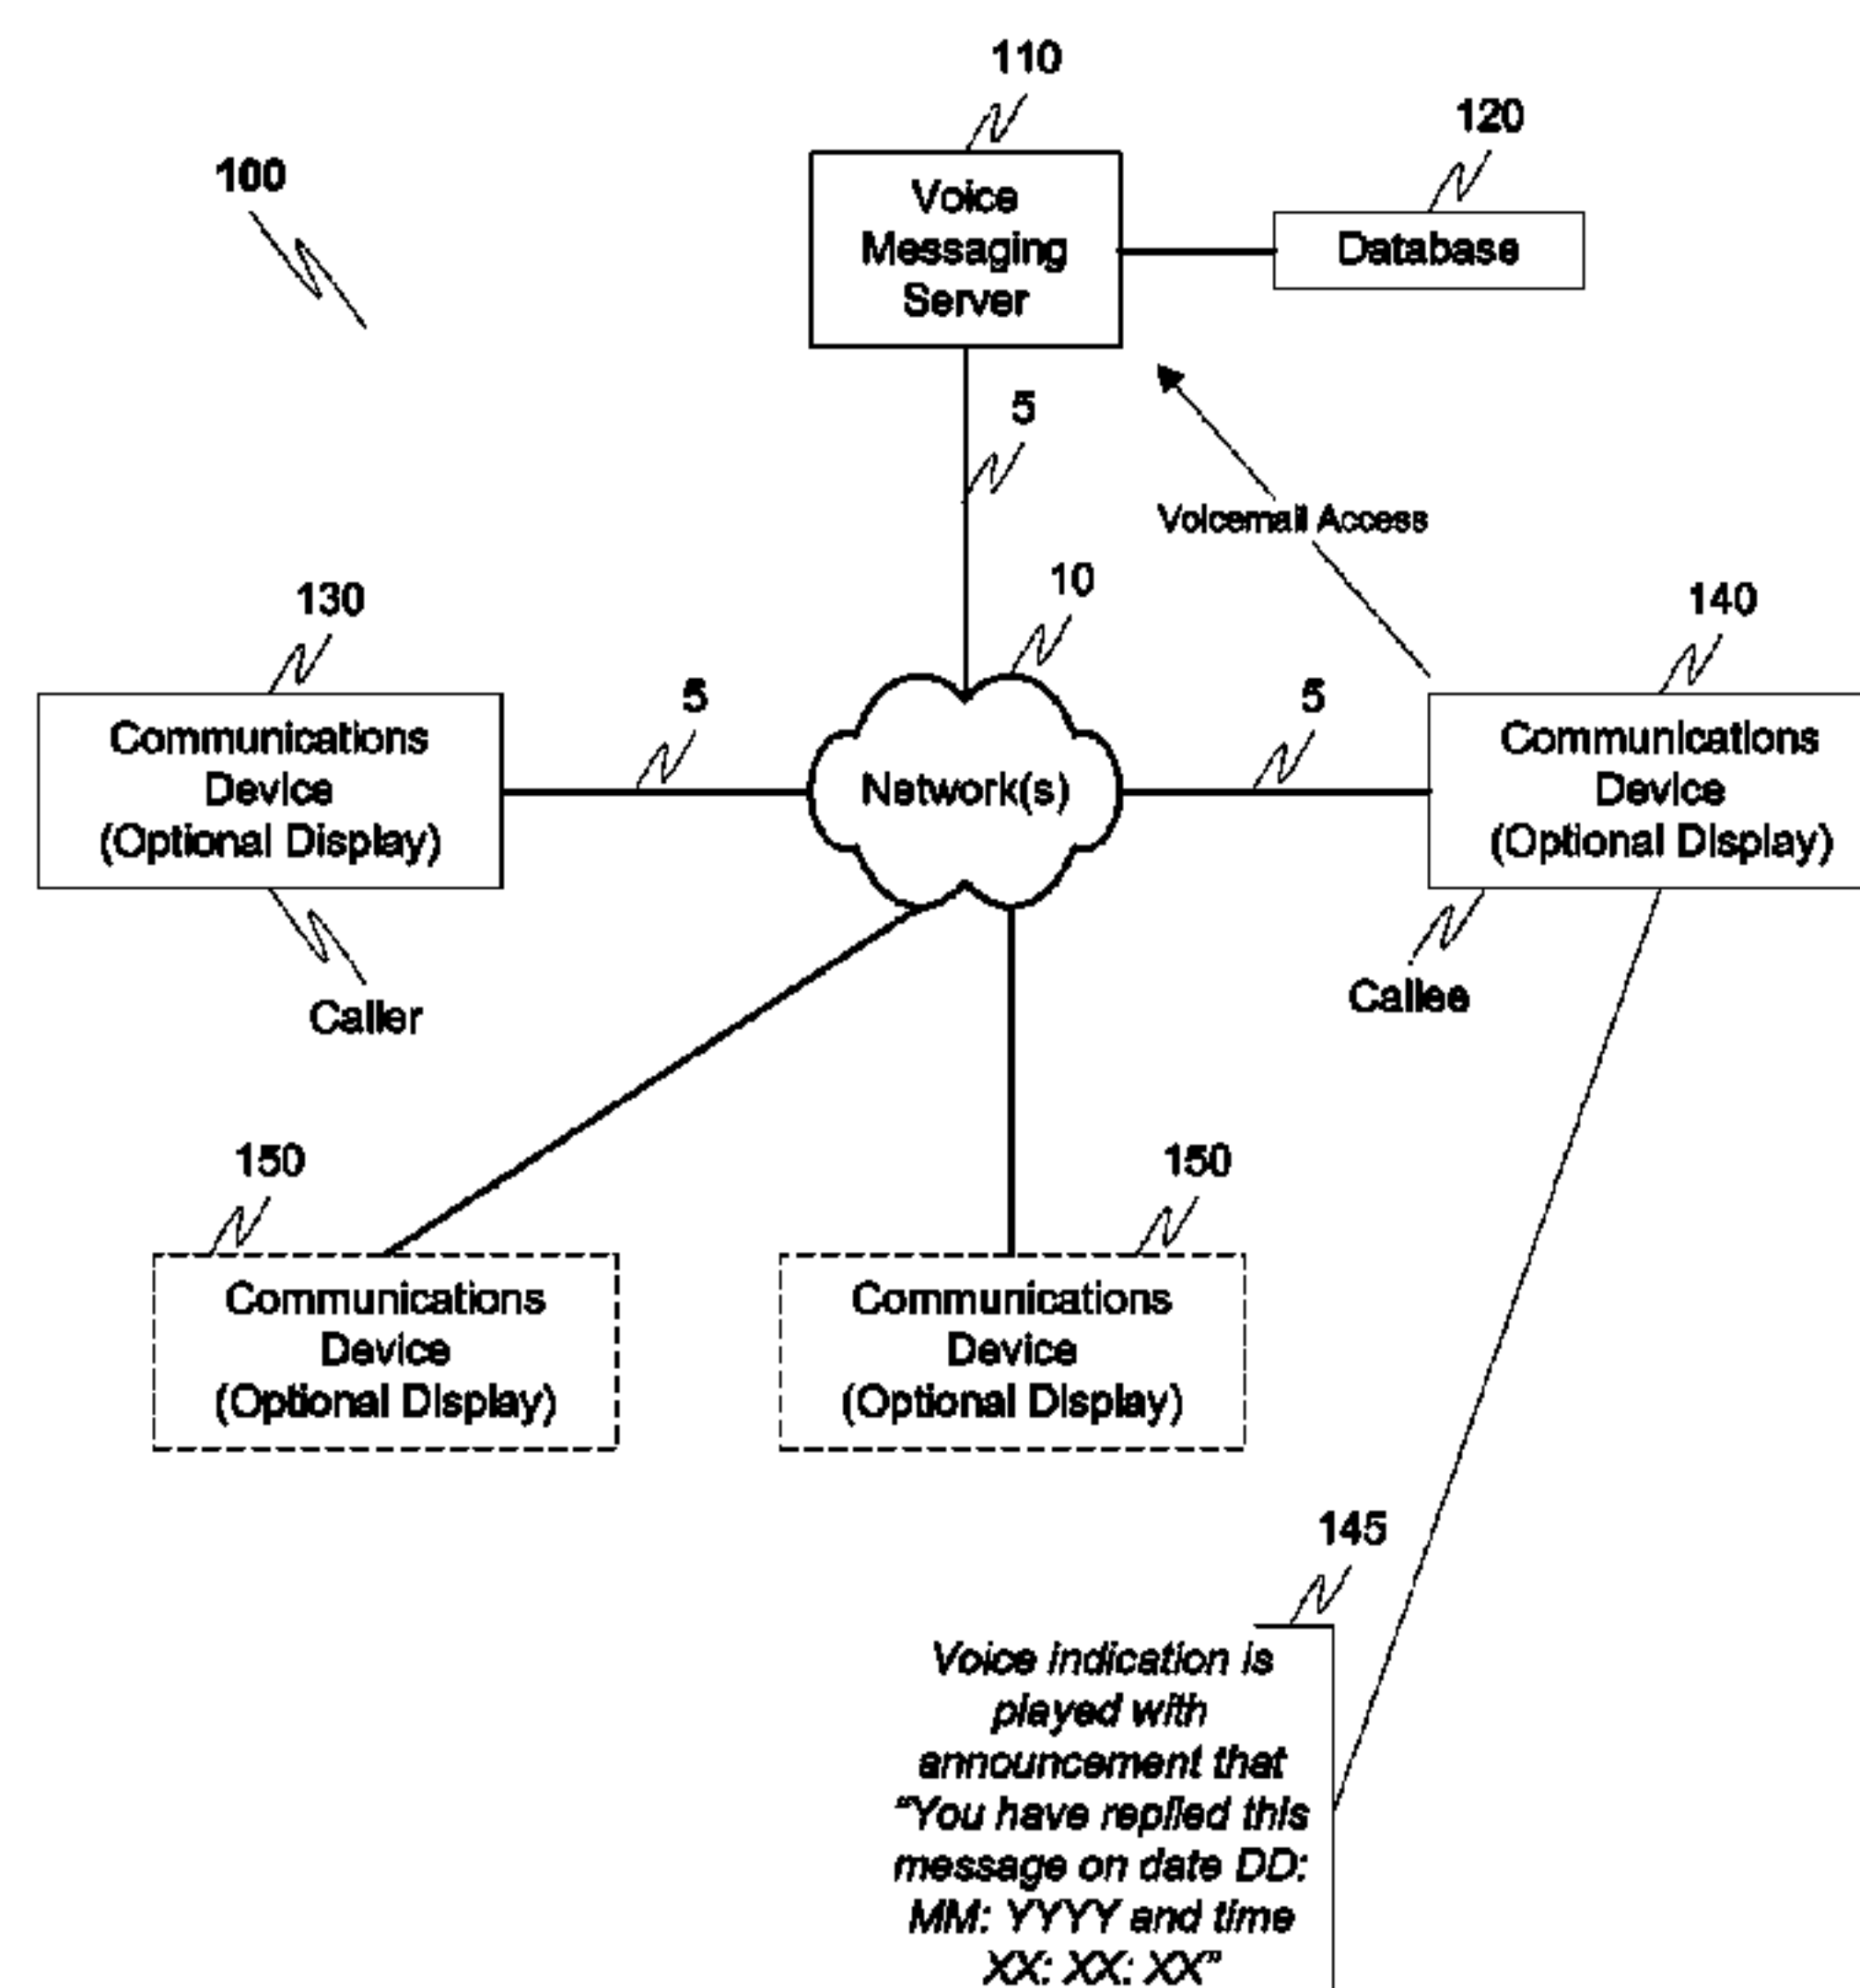 110
120
100
Voice
Messaging
Server
Database
5
Voicemail Access
10
130
140
5
5
Communications
Device
(Optional Display)
Network(s)
Communications
Device
(Optional Display)
Caller
Callee
150
150
Communications
Device
(Optional Display)
Communications
Device
(Optional Display)
145
Voice indication is
played with
announcement that
“You have replied this
message on date DD:
MM: YYYY and time
XX: XX: XX”